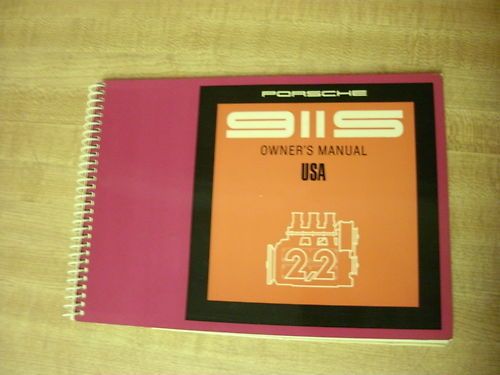 PORSCHE
911S
OWNER'S MANUAL
USA
2,2